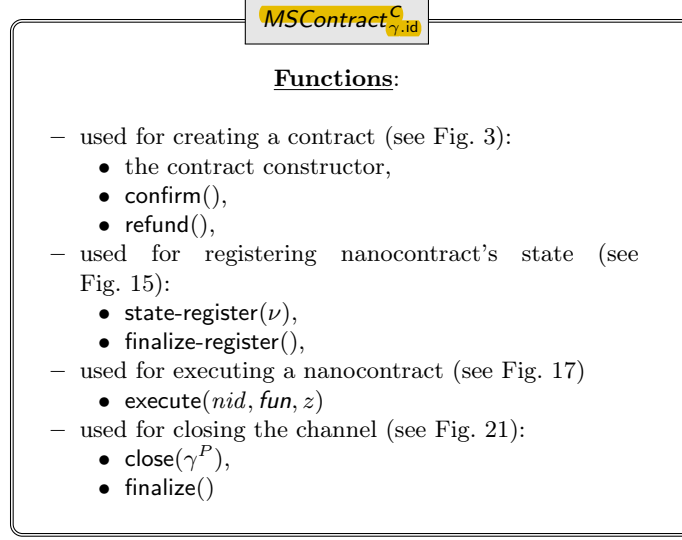 MSContract^C_γ.id
Functions:
– used for creating a contract (see Fig. 3):
• the contract constructor,
• confirm(),
• refund(),
– used for registering nanocontract's state (see
Fig. 15):
• state-register(ν),
• finalize-register(),
– used for executing a nanocontract (see Fig. 17)
• execute(nid, fun, z)
– used for closing the channel (see Fig. 21):
• close(γ^P),
• finalize()